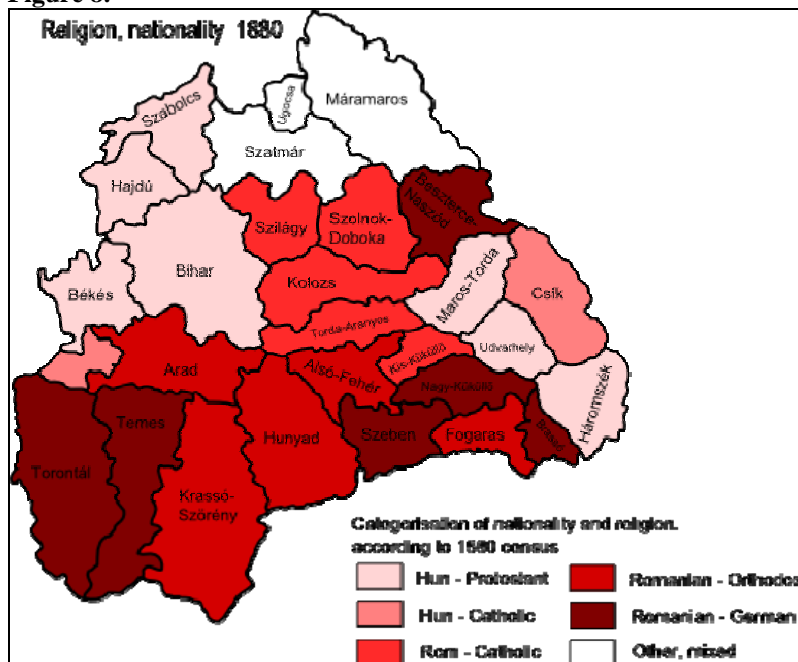 Religion, nationality 1880
Szabolcs
Ugocsa
Máramaros
Szatmár
Hajdú
Beszterce-
Naszód
Szilágy
Szolnok-
Doboka
Bihar
Maros-Torda
Csík
Kolozs
Békés
Torda-Aranyos
Udvarhely
Kis-Küküllő
Arad
Alsó-Fehér
Nagy-Küküllő
Háromszék
Temes
Hunyad
Szeben
Fogaras
Brassó
Torontál
Krassó-
Szörény
Categorisation of nationality and religion.
according to 1880 census
Hun - Protestant
Romanian - Orthodox
Hun - Catholic
Romanian - German
Rom - Catholic
Other, mixed